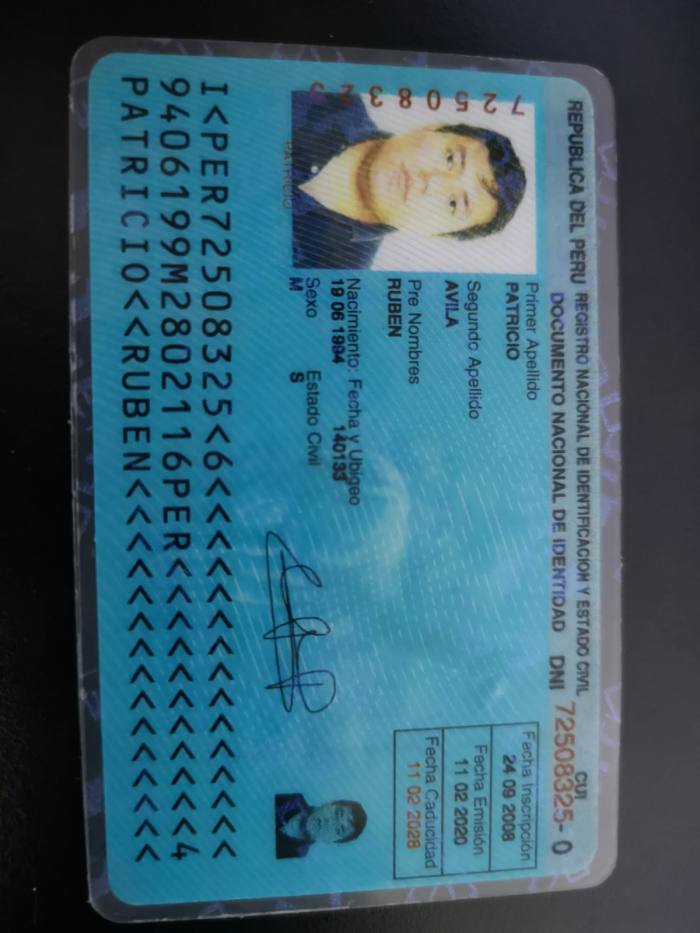 REPUBLICA DEL PERU REGISTRO NACIONAL DE IDENTIFICACION Y ESTADO CIVIL
DOCUMENTO NACIONAL DE IDENTIDAD DNI
CUI
72508325- 0
72508325
PATRICIO
Primer Apellido
PATRICIO
Segundo Apellido
AVILA
Pre Nombres
RUBEN
Nacimiento: Fecha y Ubigeo
19 06 1994 140133
Sexo Estado Civil
M S
Fecha Inscripción
24 09 2008
Fecha Emisión
11 02 2020
Fecha Caducidad
11 02 2028
I<PER72508325<6<<<<<<<<<<<<<<<
9406199M2802116PER<<<<<<<<<<<4
PATRICIO<<RUBEN<<<<<<<<<<<<<<<